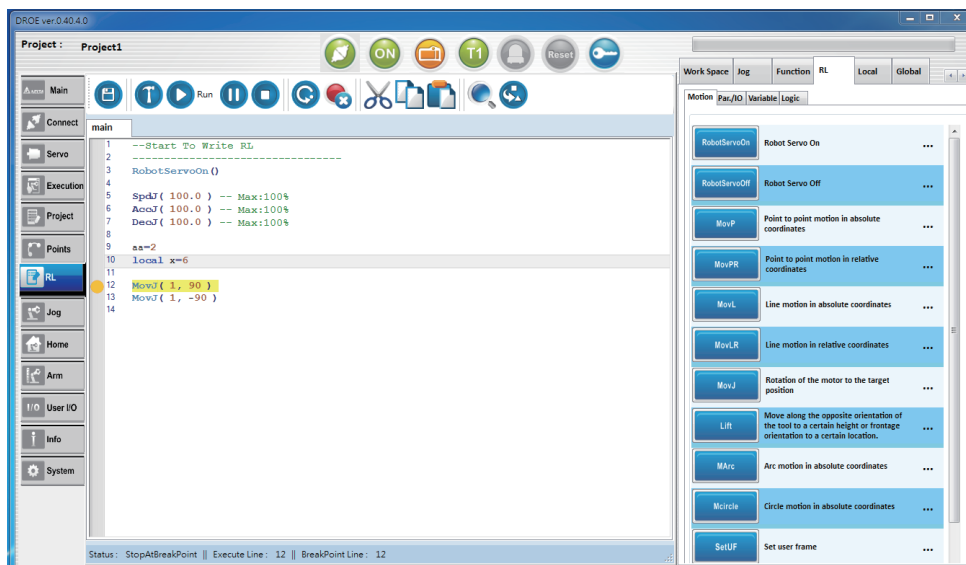 DROE ver.0.40.4.0
Project : Project1
ON T1 Reset
Work Space Jog Function RL Local Global
Motion Par./IO Variable Logic
Main
Connect
Servo
Execution
Project
Points
RL
Jog
Home
Arm
I/O User I/O
Info
System
Run
main
1 --Start To Write RL
2 ---------------------------------
3 RobotServoOn()
4
5 SpdJ( 100.0 ) -- Max:100%
6 AccJ( 100.0 ) -- Max:100%
7 DecJ( 100.0 ) -- Max:100%
8
9 aa=2
10 local x=6
11
12 MovJ( 1, 90 )
13 MovJ( 1, -90 )
14
Status : StopAtBreakPoint || Execute Line : 12 || BreakPoint Line : 12
RobotServoOn Robot Servo On ...
RobotServoOff Robot Servo Off ...
MovP Point to point motion in absolute
coordinates ...
MovPR Point to point motion in relative
coordinates ...
MovL Line motion in absolute coordinates ...
MovLR Line motion in relative coordinates ...
MovJ Rotation of the motor to the target
position ...
Lift Move along the opposite orientation of
the tool to a certain height or frontage
orientation to a certain location. ...
MArc Arc motion in absolute coordinates ...
Mcircle Circle motion in absolute coordinates ...
SetUF Set user frame ...